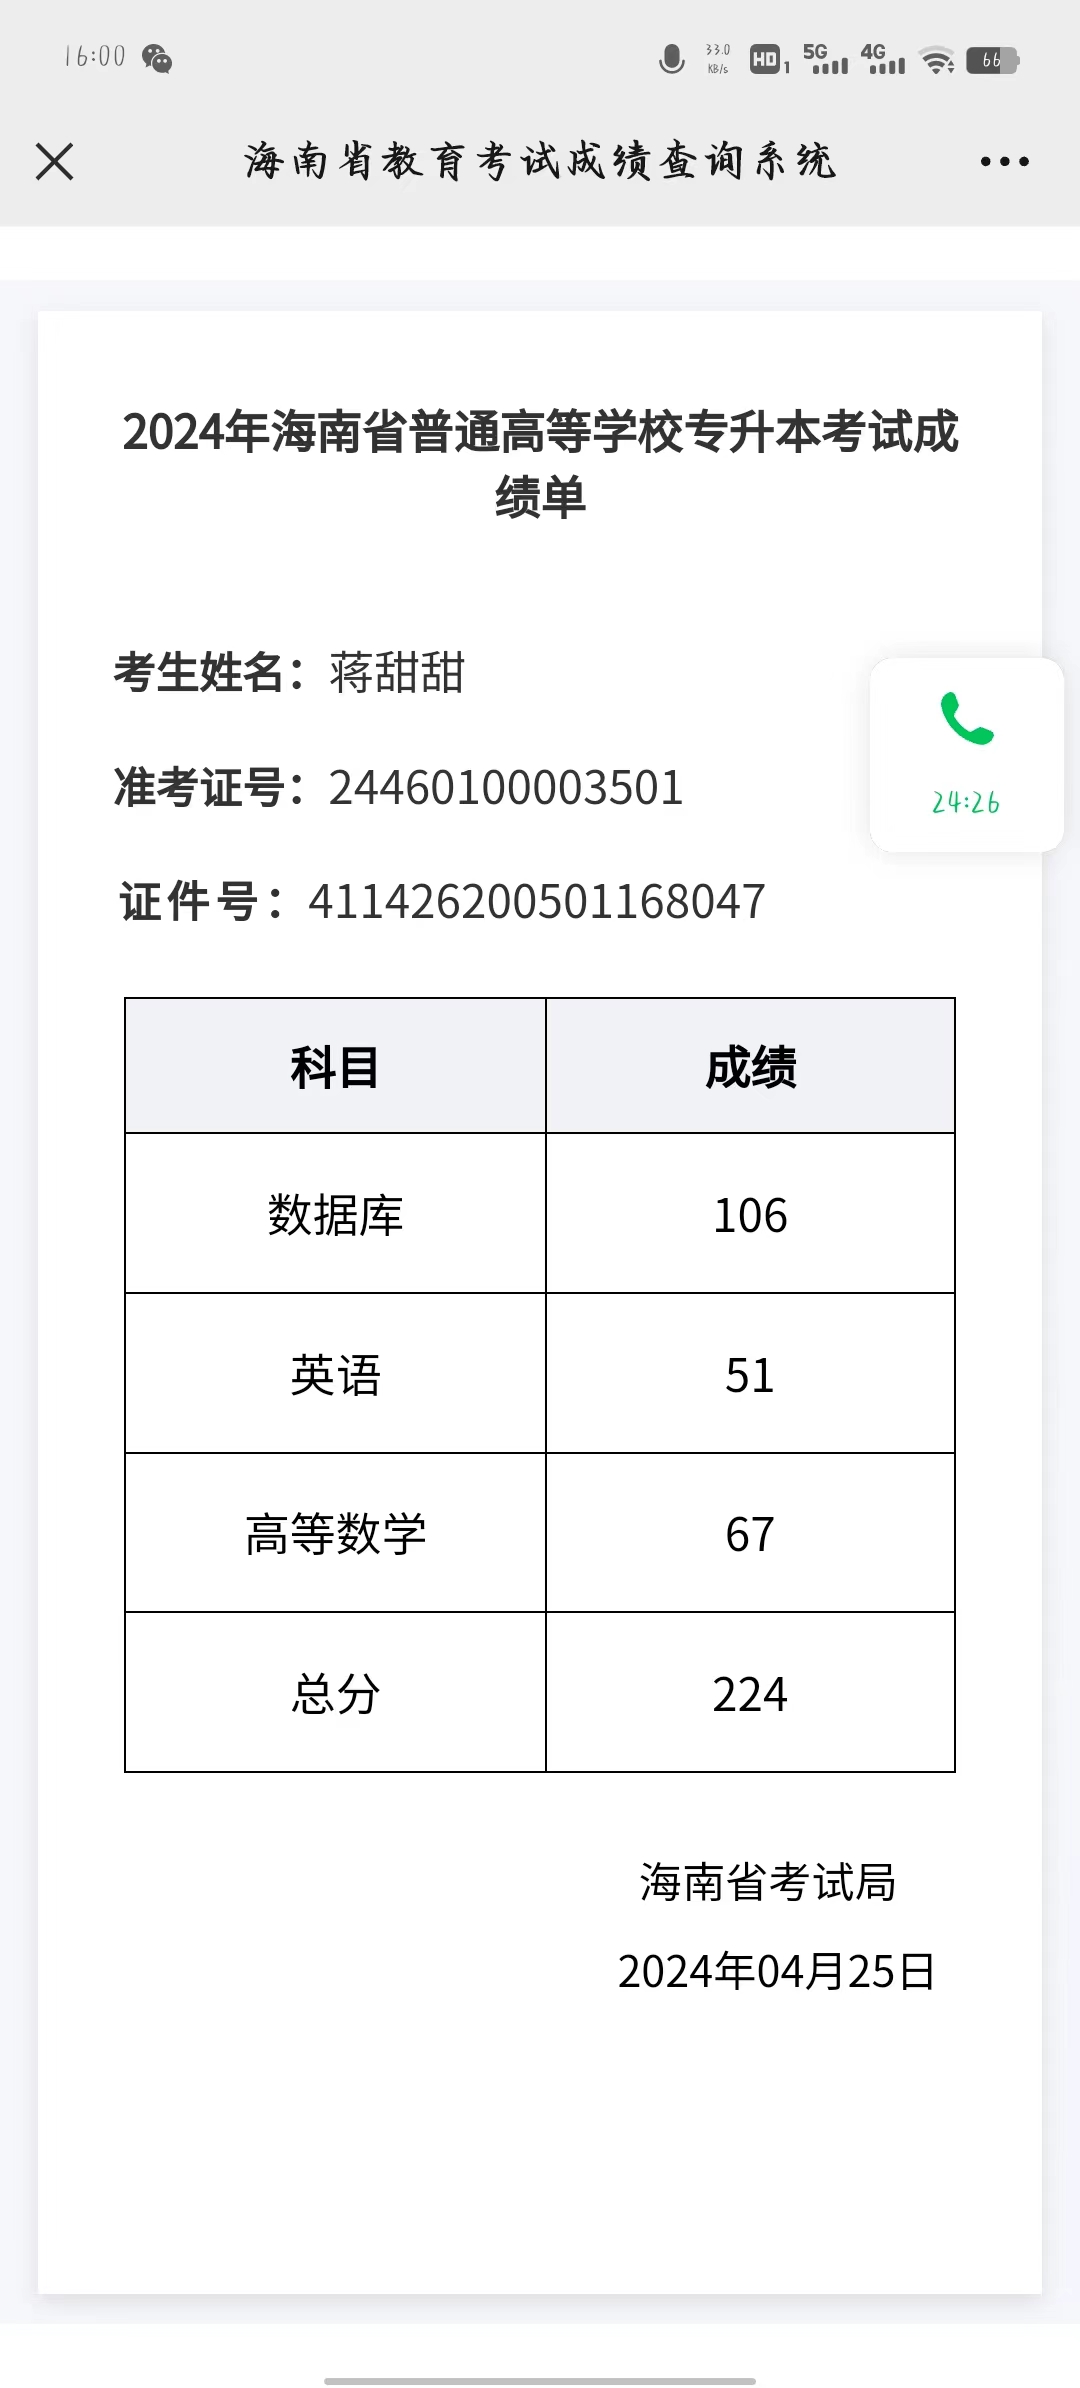 16:00
33.0
KB/s
HD 1 5G 4G 66
海南省教育考试成绩查询系统
2024年海南省普通高等学校专升本考试成
绩单
考生姓名：蒋甜甜
准考证号：24460100003501
24:26
证件号：411426200501168047
科目 成绩
数据库 106
英语 51
高等数学 67
总分 224
海南省考试局
2024年04月25日